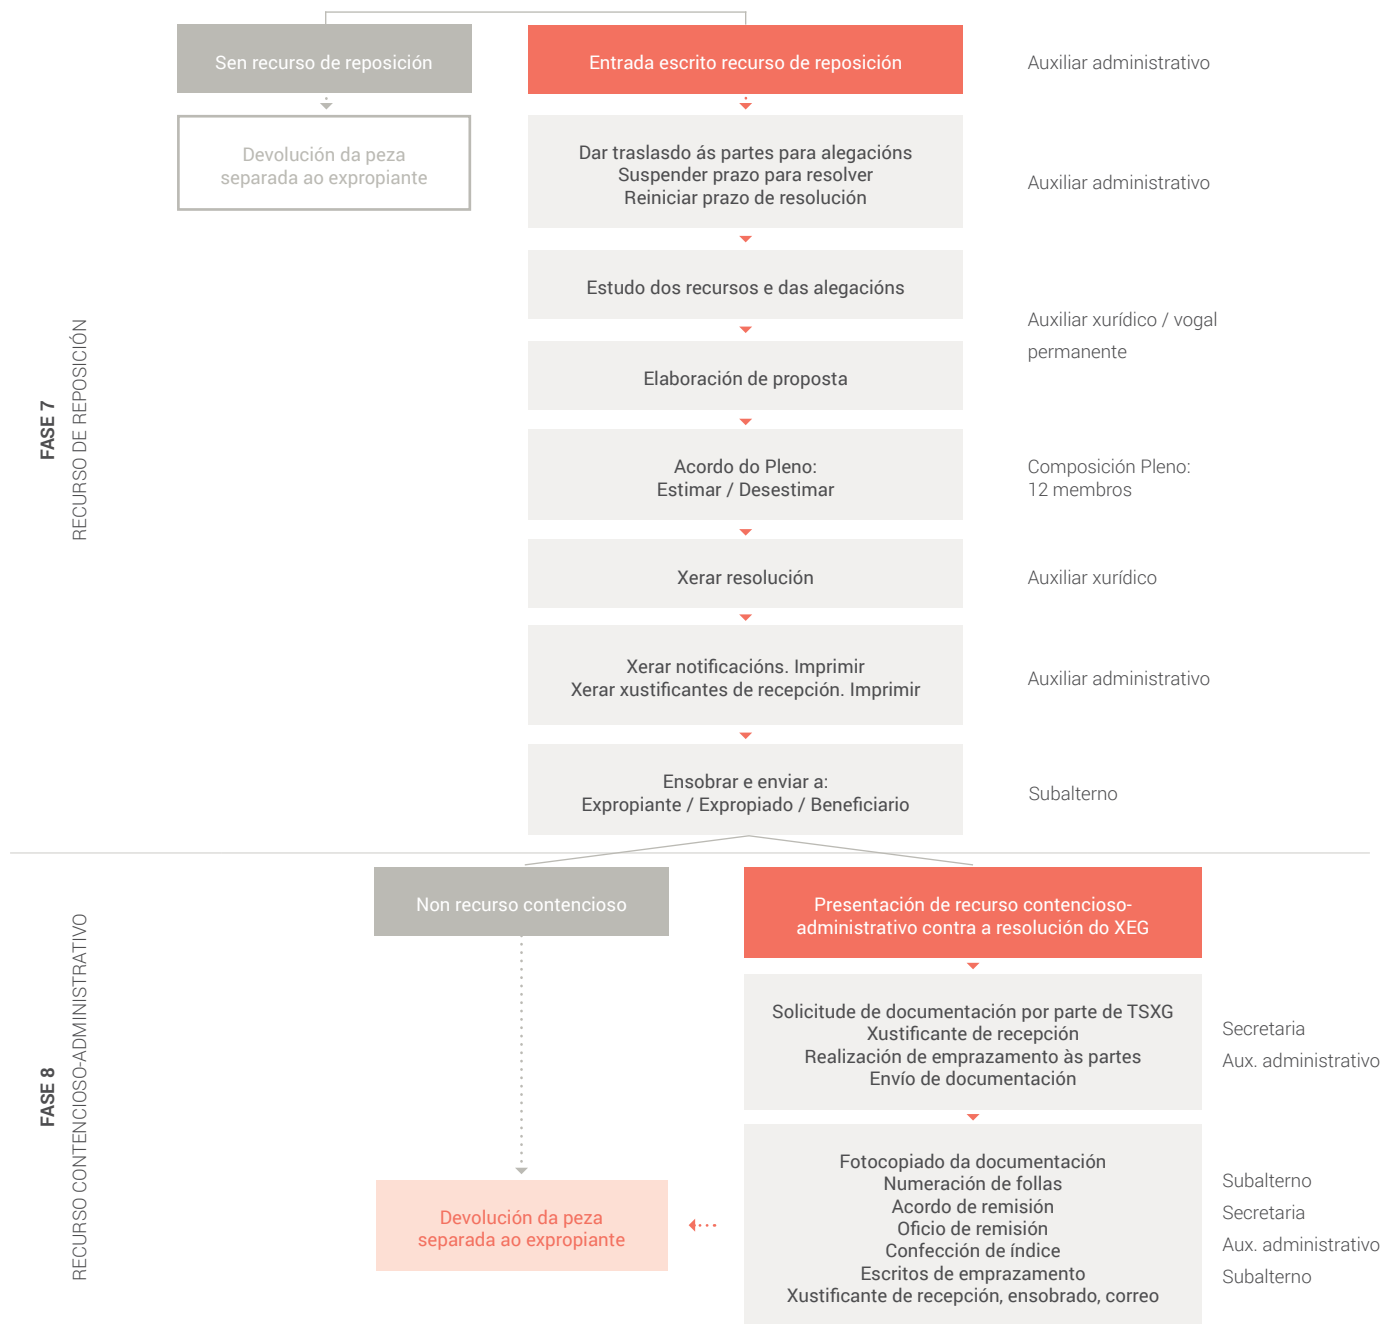 Sen recurso de reposición
Entrada escrito recurso de reposición
Auxiliar administrativo
Devolución da peza
separada ao expropiante
Dar traslasdo ás partes para alegacións
Suspender prazo para resolver
Reiniciar prazo de resolución
Auxiliar administrativo
Estudo dos recursos e das alegacións
Auxiliar xurídico / vogal
permanente
Elaboración de proposta
FASE 7
RECURSO DE REPOSICIÓN
Acordo do Pleno:
Estimar / Desestimar
Composición Pleno:
12 membros
Xerar resolución
Auxiliar xurídico
Xerar notificacións. Imprimir
Xerar xustificantes de recepción. Imprimir
Auxiliar administrativo
Ensobrar e enviar a:
Expropiante / Expropiado / Beneficiario
Subalterno
Non recurso contencioso
Presentación de recurso contencioso-
administrativo contra a resolución do XEG
FASE 8
RECURSO CONTENCIOSO-ADMINISTRATIVO
Solicitude de documentación por parte de TSXG
Xustificante de recepción
Realización de emprazamento às partes
Envío de documentación
Secretaria
Aux. administrativo
Fotocopiado da documentación
Numeración de follas
Acordo de remisión
Oficio de remisión
Confección de índice
Escritos de emprazamento
Xustificante de recepción, ensobrado, correo
Subalterno
Secretaria
Aux. administrativo
Subalterno
Devolución da peza
separada ao expropiante